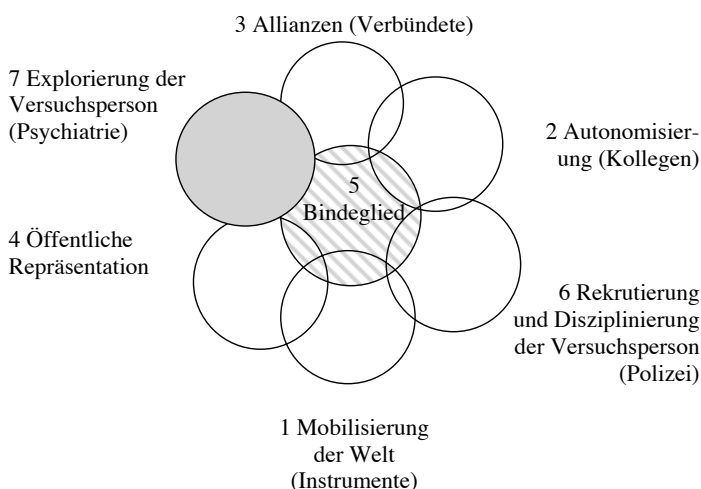 3 Allianzen (Verbündete)
7 Explorierung der
Versuchsperson
(Psychiatrie)
2 Autonomisier-
ung (Kollegen)
5
Bindeglied
4 Öffentliche
Repräsentation
6 Rekrutierung
und Disziplinierung
der Versuchsperson
(Polizei)
1 Mobilisierung
der Welt
(Instrumente)